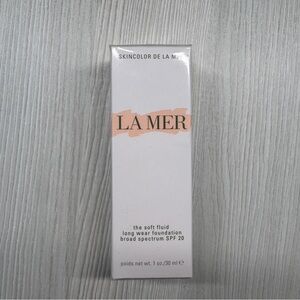 SKINCOLOR DE LA MER
LA MER
the soft fluid
long wear foundation
broad spectrum SPF 20
poids net wt. 1 oz./30 ml ℮